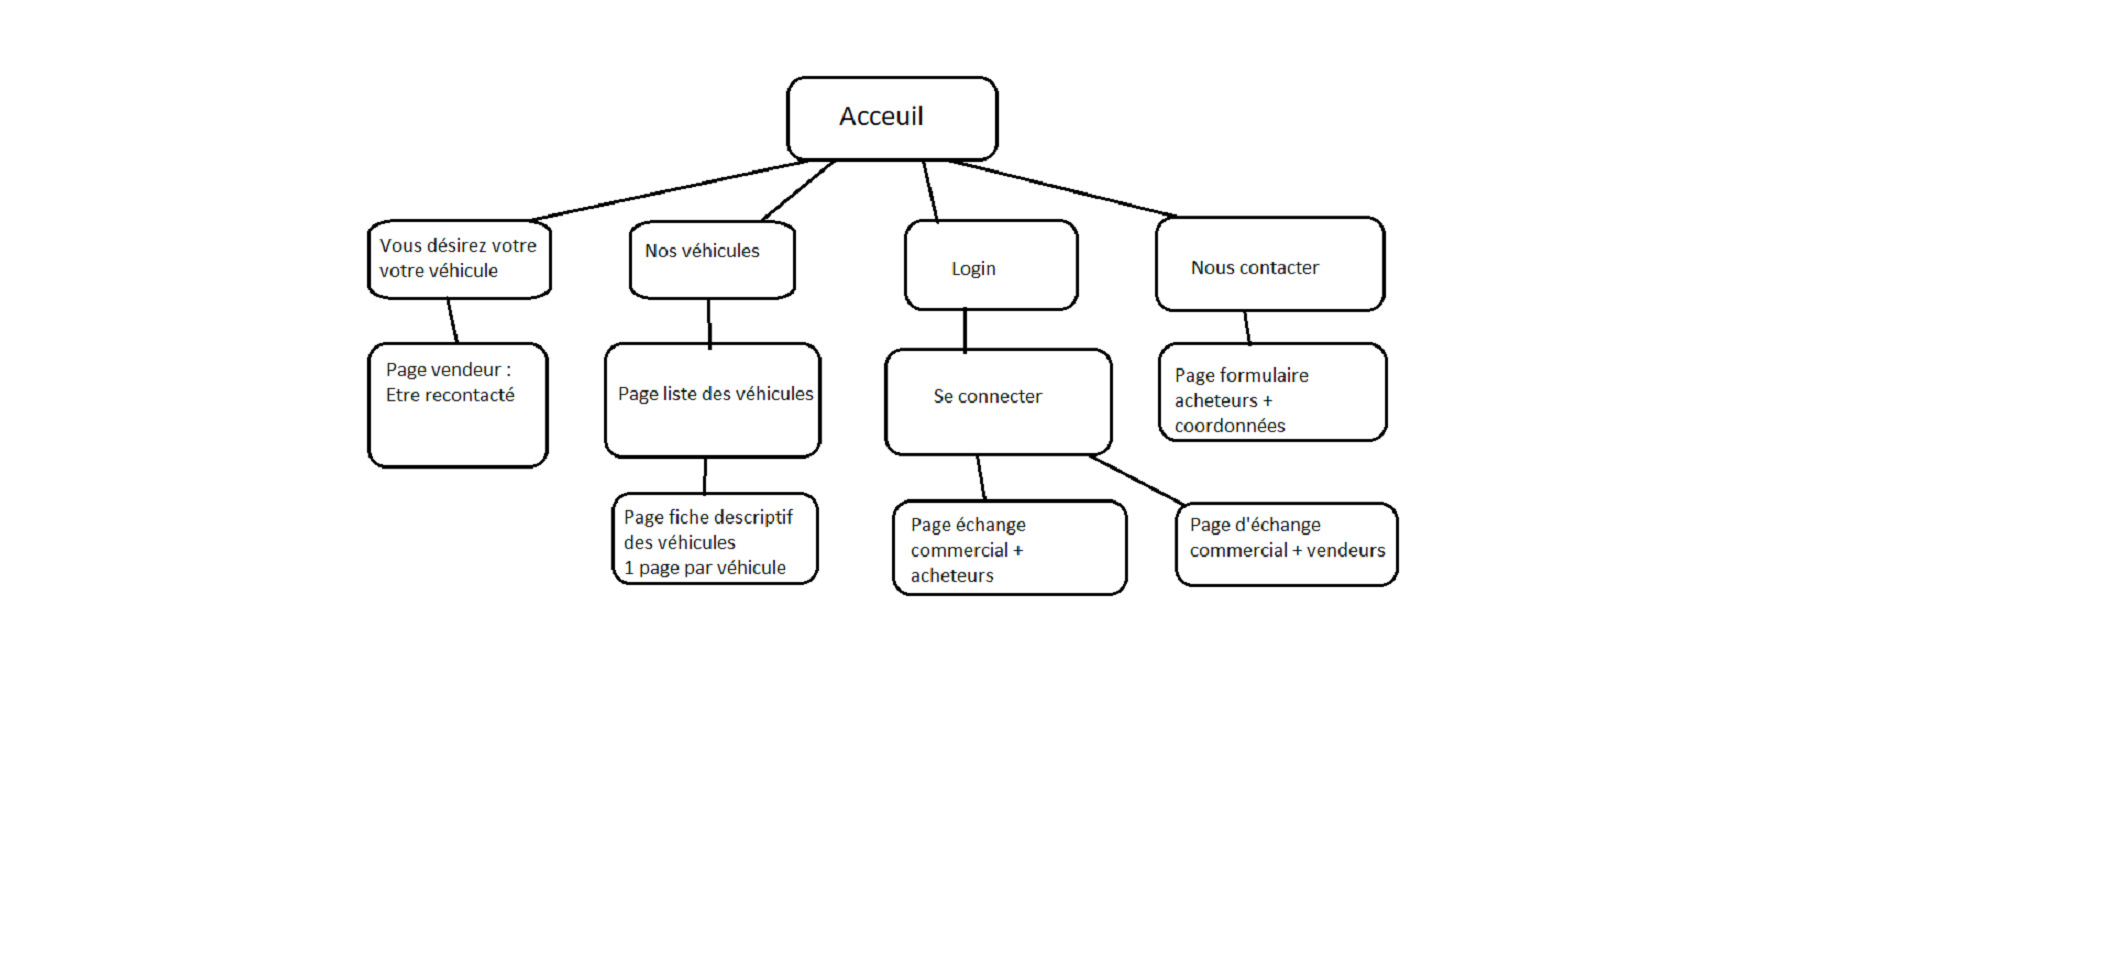 Acceuil
Vous désirez votre
votre véhicule
Nos véhicules
Login
Nous contacter
Page vendeur :
Etre recontacté
Page liste des véhicules
Se connecter
Page formulaire
acheteurs +
coordonnées
Page fiche descriptif
des véhicules
1 page par véhicule
Page échange
commercial +
acheteurs
Page d'échange
commercial + vendeurs